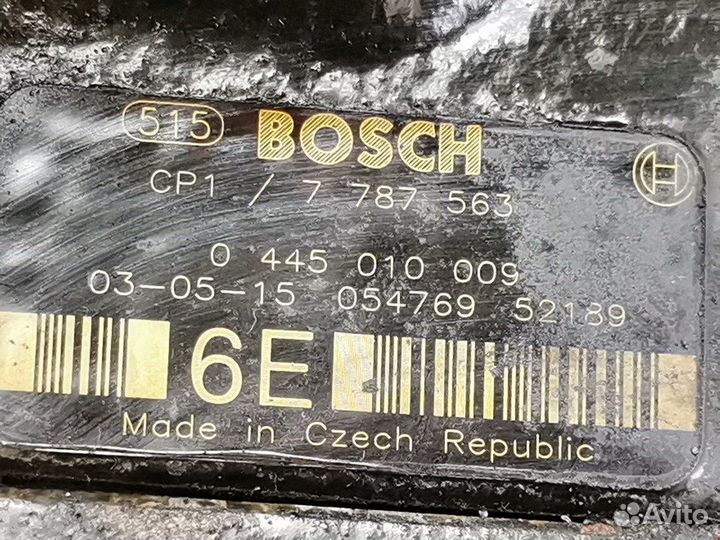 515 BOSCH
CP1 / 7 787 563
0 445 010 009
03-05-15 054769 52189
6E
Made in Czech Republic
Avito